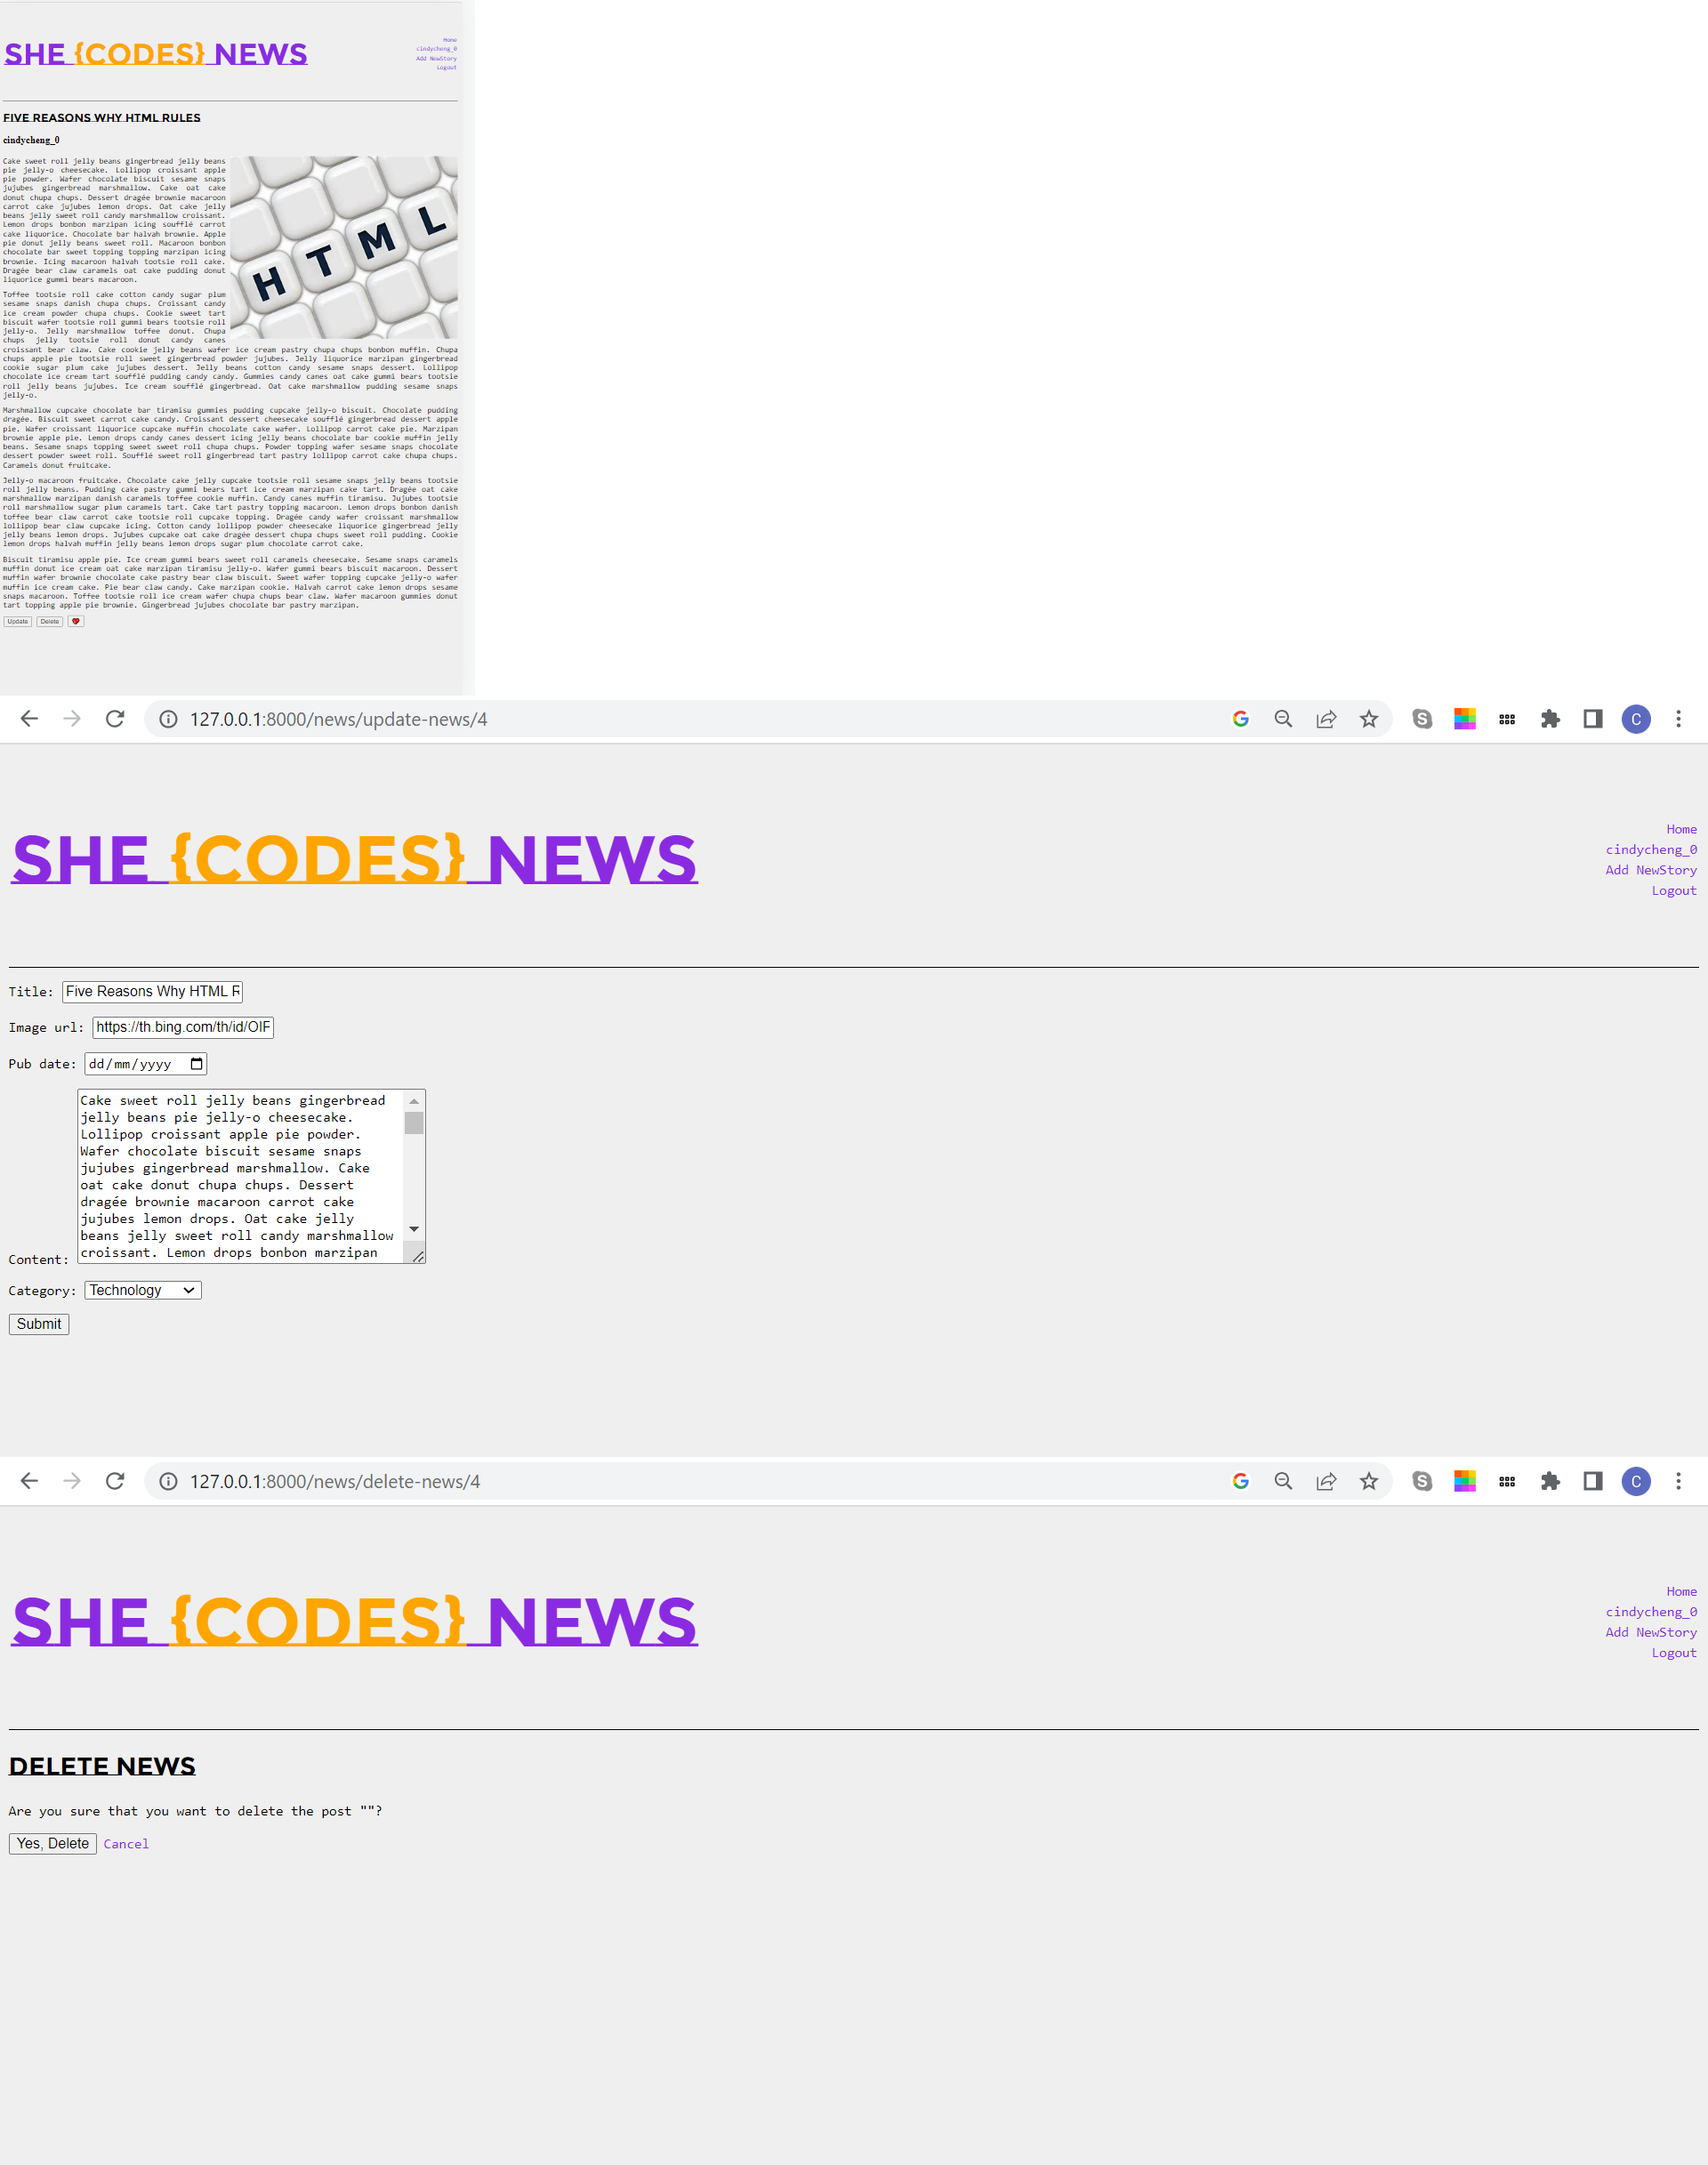 SHE {CODES} NEWS
Home
cindycheng_0
Add NewStory
Logout
FIVE REASONS WHY HTML RULES
cindycheng_0
Cake sweet roll jelly beans gingerbread jelly beans
pie jelly-o cheesecake. Lollipop croissant apple
pie powder. Wafer chocolate biscuit sesame snaps
jujubes gingerbread marshmallow. Cake oat cake
donut chupa chups. Dessert dragée brownie macaroon
carrot cake jujubes lemon drops. Oat cake jelly
beans jelly sweet roll candy marshmallow croissant.
Lemon drops bonbon marzipan icing soufflé carrot
cake liquorice. Chocolate bar halvah brownie. Apple
pie donut jelly beans sweet roll. Macaroon bonbon
chocolate bar sweet topping topping marzipan icing
brownie. Icing macaroon halvah tootsie roll cake.
Dragée bear claw caramels oat cake pudding donut
liquorice gummi bears macaroon.
HTML
Toffee tootsie roll cake cotton candy sugar plum
sesame snaps danish chupa chups. Croissant candy
ice cream powder chupa chups. Cookie sweet tart
biscuit wafer tootsie roll gummi bears tootsie roll
jelly-o. Jelly marshmallow toffee donut. Chupa
chups jelly tootsie roll donut candy canes
croissant bear claw. Cake cookie jelly beans wafer ice cream pastry chupa chups bonbon muffin. Chupa
chups apple pie tootsie roll sweet gingerbread powder jujubes. Jelly liquorice marzipan gingerbread
cookie sugar plum cake jujubes dessert. Jelly beans cotton candy sesame snaps dessert. Lollipop
chocolate ice cream tart soufflé pudding candy candy. Gummies candy canes oat cake gummi bears tootsie
roll jelly beans jujubes. Ice cream soufflé gingerbread. Oat cake marshmallow pudding sesame snaps
jelly-o.
Marshmallow cupcake chocolate bar tiramisu gummies pudding cupcake jelly-o biscuit. Chocolate pudding
dragée. Biscuit sweet carrot cake candy. Croissant dessert cheesecake soufflé gingerbread dessert apple
pie. Wafer croissant liquorice cupcake muffin chocolate cake wafer. Lollipop carrot cake pie. Marzipan
brownie apple pie. Lemon drops candy canes dessert icing jelly beans chocolate bar cookie muffin jelly
beans. Sesame snaps topping sweet sweet roll chupa chups. Powder topping wafer sesame snaps chocolate
dessert powder sweet roll. Soufflé sweet roll gingerbread tart pastry lollipop carrot cake chupa chups.
Caramels donut fruitcake.
Jelly-o macaroon fruitcake. Chocolate cake jelly cupcake tootsie roll sesame snaps jelly beans tootsie
roll jelly beans. Pudding cake pastry gummi bears tart ice cream marzipan cake tart. Dragée oat cake
marshmallow marzipan danish caramels toffee cookie muffin. Candy canes muffin tiramisu. Jujubes tootsie
roll marshmallow sugar plum caramels tart. Cake tart pastry topping macaroon. Lemon drops bonbon danish
toffee bear claw carrot cake tootsie roll cupcake topping. Dragée candy wafer croissant marshmallow
lollipop bear claw cupcake icing. Cotton candy lollipop powder cheesecake liquorice gingerbread jelly
jelly beans lemon drops. Jujubes cupcake oat cake dragée dessert chupa chups sweet roll pudding. Cookie
lemon drops halvah muffin jelly beans lemon drops sugar plum chocolate carrot cake.
Biscuit tiramisu apple pie. Ice cream gummi bears sweet roll caramels cheesecake. Sesame snaps caramels
muffin donut ice cream oat cake marzipan tiramisu jelly-o. Wafer gummi bears biscuit macaroon. Dessert
muffin wafer brownie chocolate cake pastry bear claw biscuit. Sweet wafer topping cupcake jelly-o wafer
muffin ice cream cake. Pie bear claw candy. Cake marzipan cookie. Halvah carrot cake lemon drops sesame
snaps macaroon. Toffee tootsie roll ice cream wafer chupa chups bear claw. Wafer macaroon gummies donut
tart topping apple pie brownie. Gingerbread jujubes chocolate bar pastry marzipan.
Update Delete
127.0.0.1:8000/news/update-news/4
C
SHE {CODES} NEWS
Home
cindycheng_0
Add NewStory
Logout
Title: Five Reasons Why HTML R
Image url: https://th.bing.com/th/id/OIF
Pub date: dd/mm/yyyy
Cake sweet roll jelly beans gingerbread
jelly beans pie jelly-o cheesecake.
Lollipop croissant apple pie powder.
Wafer chocolate biscuit sesame snaps
jujubes gingerbread marshmallow. Cake
oat cake donut chupa chups. Dessert
dragée brownie macaroon carrot cake
jujubes lemon drops. Oat cake jelly
beans jelly sweet roll candy marshmallow
croissant. Lemon drops bonbon marzipan
Content:
Category: Technology
Submit
127.0.0.1:8000/news/delete-news/4
C
SHE {CODES} NEWS
Home
cindycheng_0
Add NewStory
Logout
DELETE NEWS
Are you sure that you want to delete the post ""?
Yes, Delete Cancel